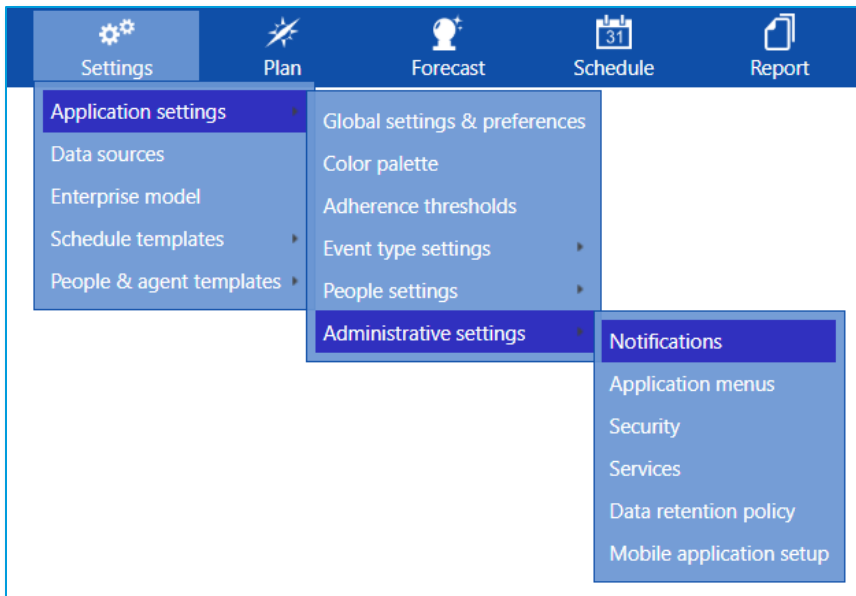 31
Settings
Plan
Forecast
Schedule
Report
Application settings
Data sources
Enterprise model
Schedule templates
People & agent templates
Global settings & preferences
Color palette
Adherence thresholds
Event type settings
People settings
Administrative settings
Notifications
Application menus
Security
Services
Data retention policy
Mobile application setup